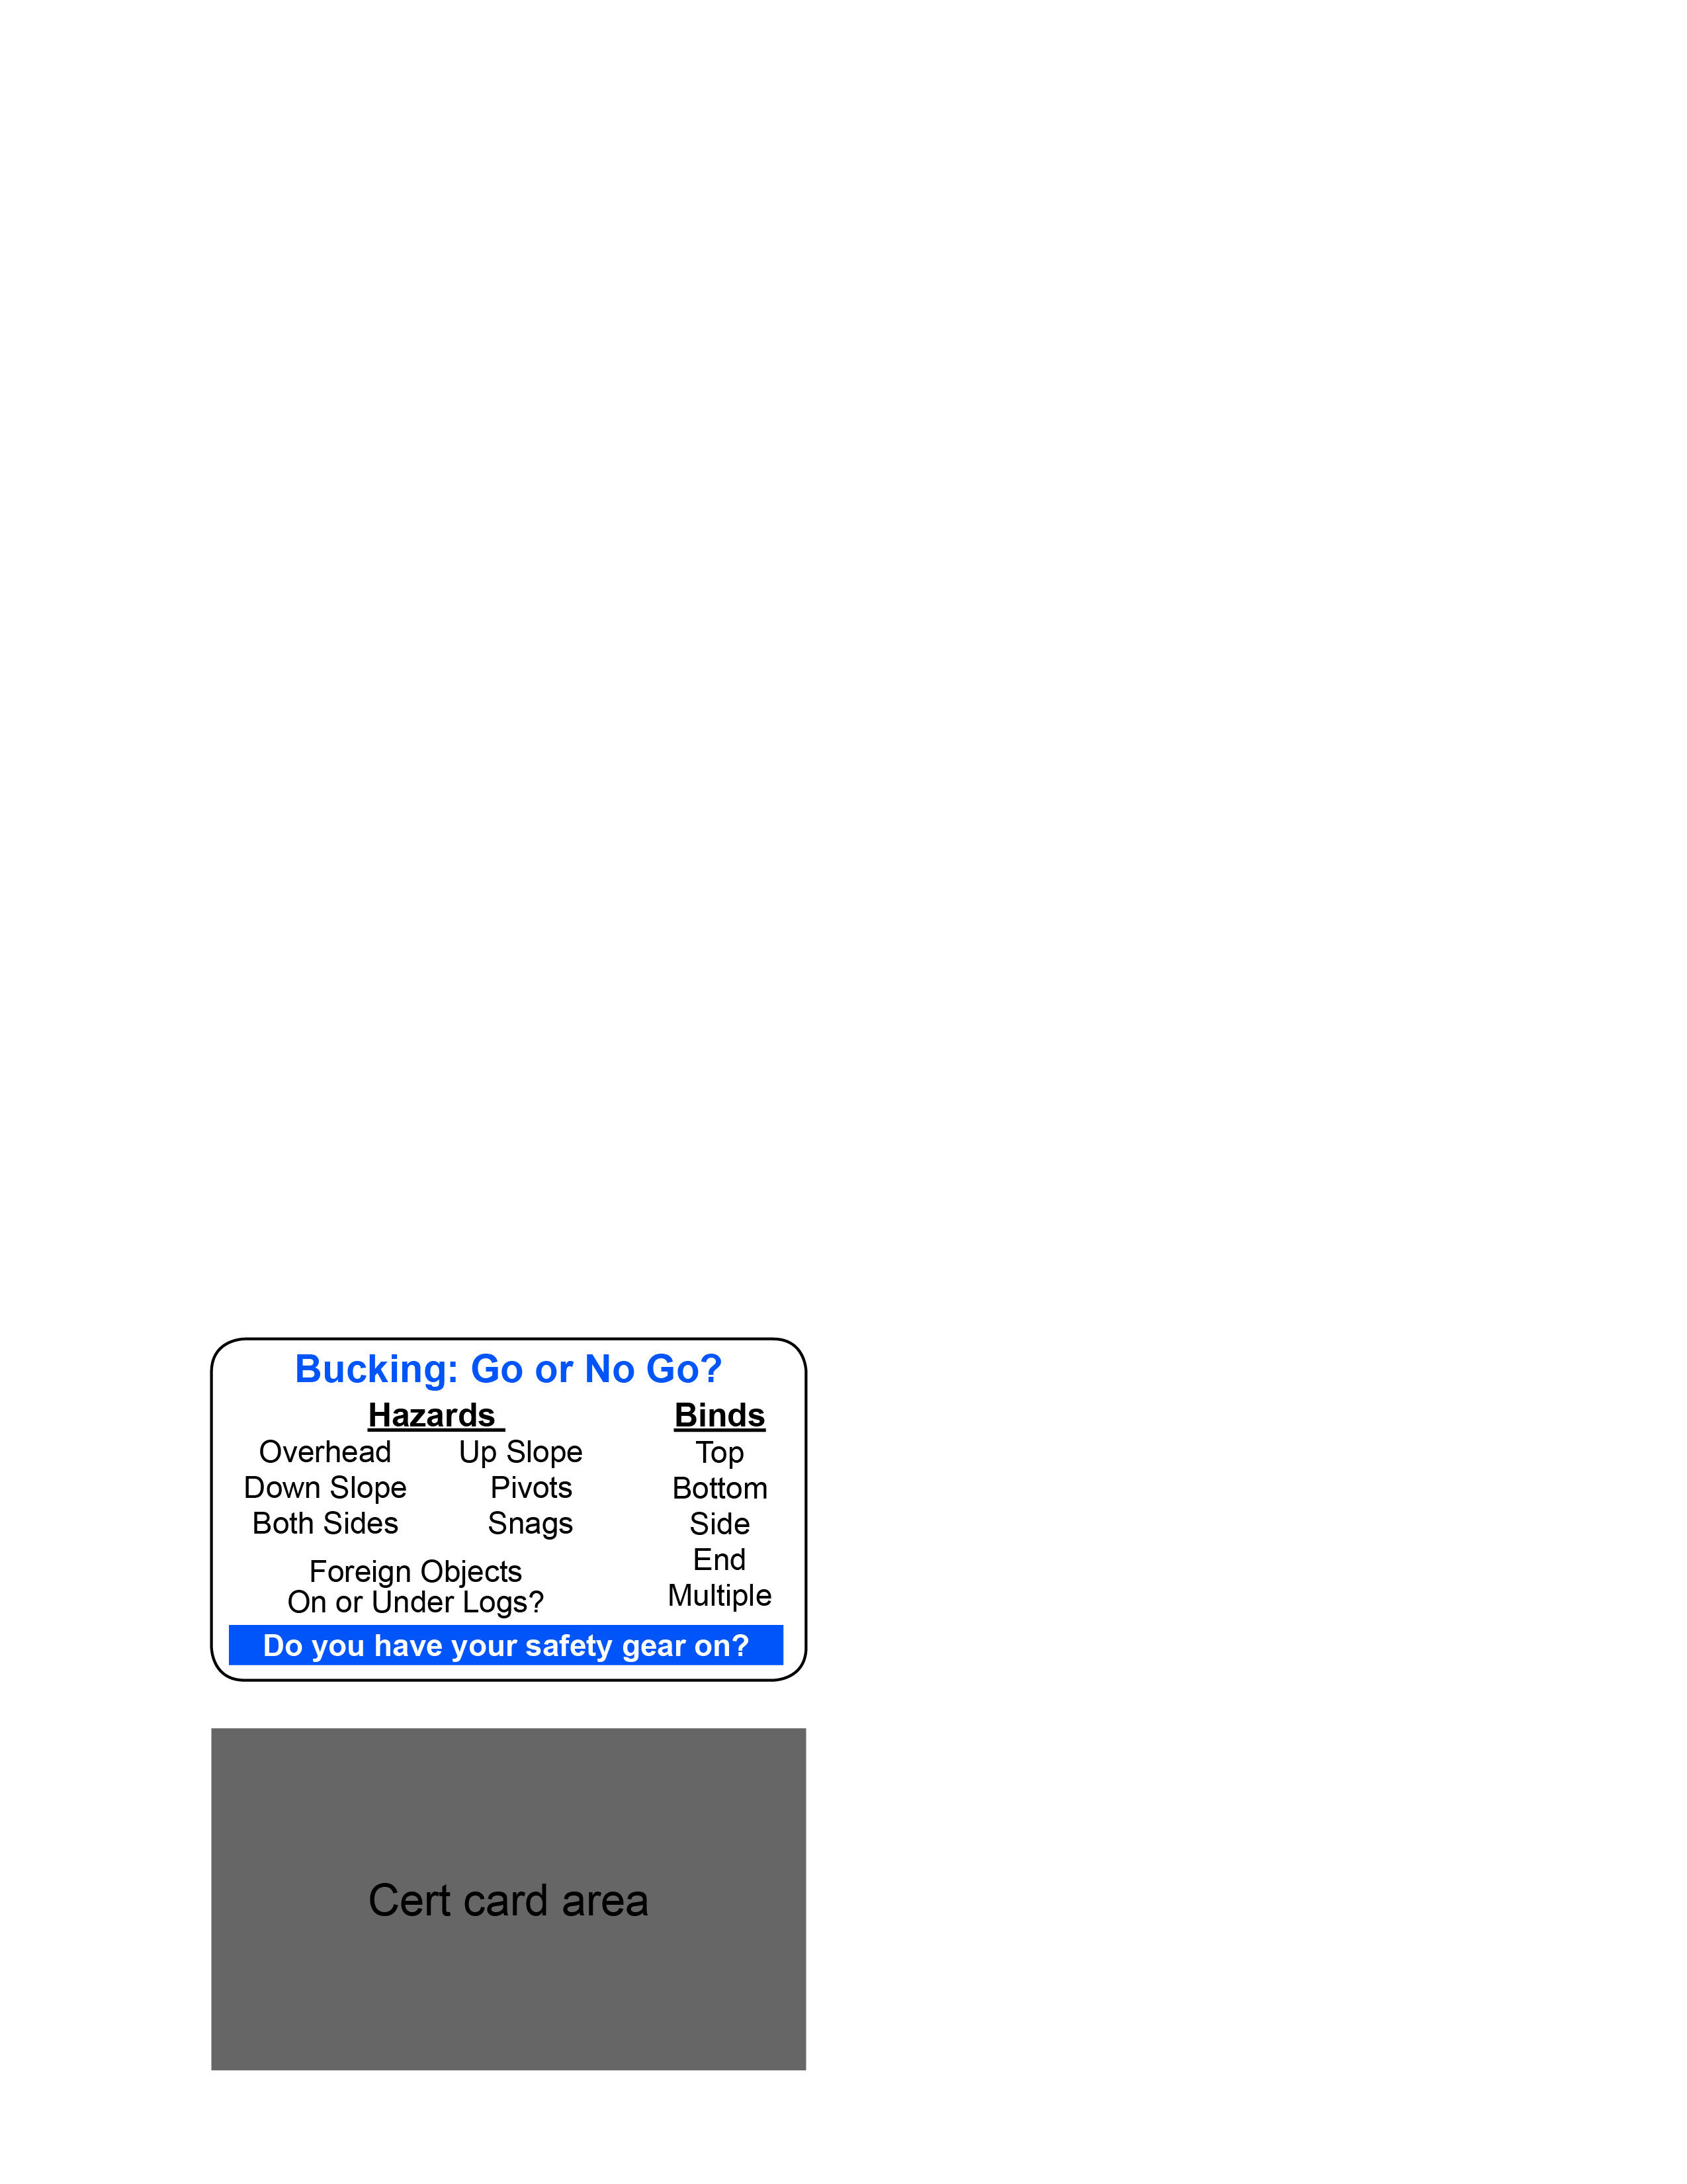 Bucking: Go or No Go?
Hazards
Overhead Up Slope
Down Slope Pivots
Both Sides Snags
Foreign Objects
On or Under Logs?
Binds
Top
Bottom
Side
End
Multiple
Do you have your safety gear on?
Cert card area